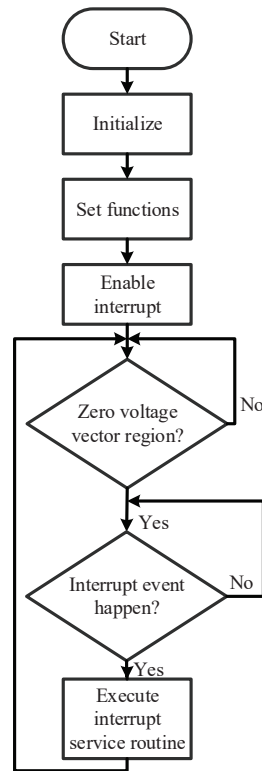 Start
Initialize
Set functions
Enable
interrupt
Zero voltage
vector region?
No
Yes
Interrupt event
happen?
No
Yes
Execute
interrupt
service routine